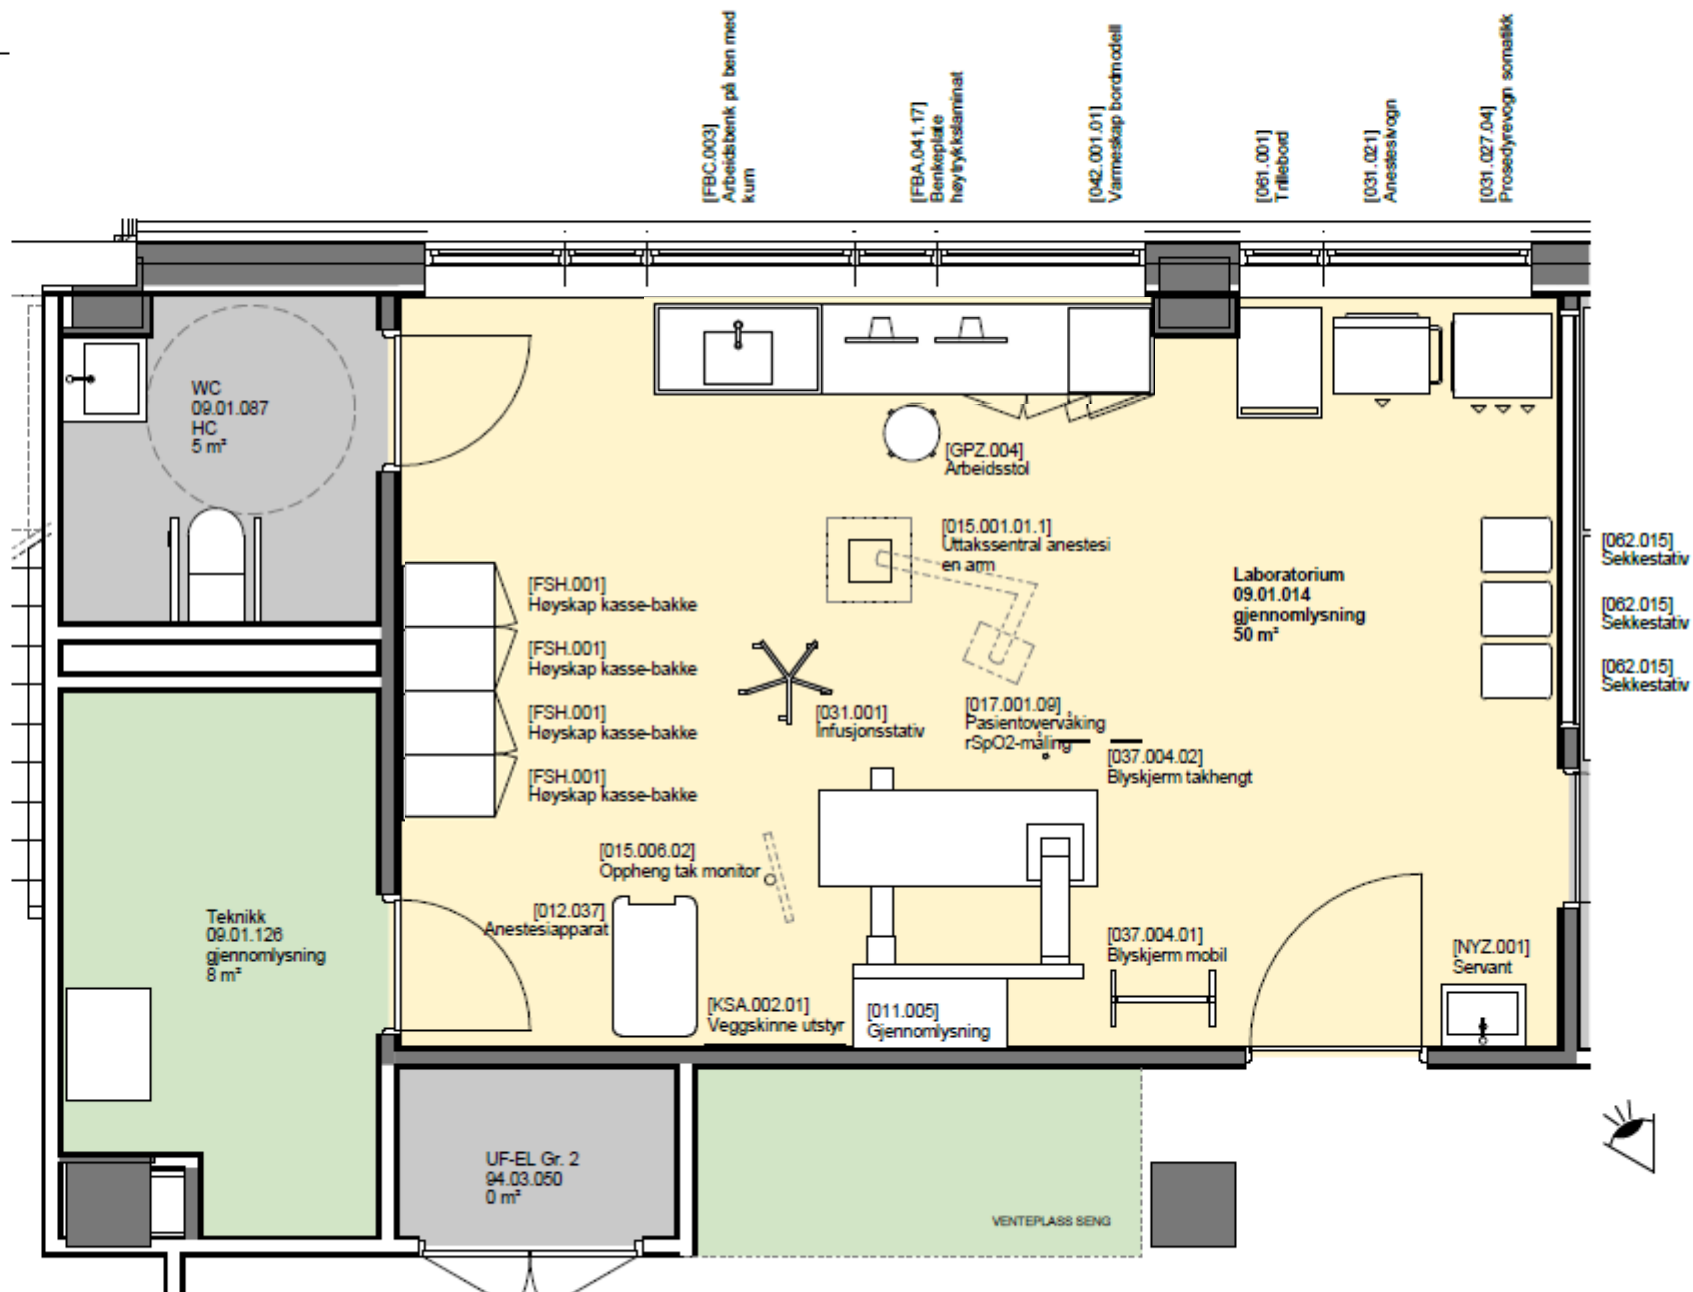 [FBC.003]
Arbeidsbenk på ben med
kum
[FBA.041.17]
Benkeplate
høytrykkslaminat
[042.001.01]
Varmeskap bordmodell
[061.001]
Trillebord
[031.021]
Anestesivogn
[031.027.04]
Prosedyrevogn somatikk
WC
09.01.087
HC
5 m²
[GPZ.004]
Arbeidsstol
[015.001.01.1]
Uttakssentral anestesi
en arm
Laboratorium
09.01.014
gjennomlysning
50 m²
[062.015]
Sekkestativ
[062.015]
Sekkestativ
[062.015]
Sekkestativ
[FSH.001]
Høyskap kasse-bakke
[FSH.001]
Høyskap kasse-bakke
[FSH.001]
Høyskap kasse-bakke
[FSH.001]
Høyskap kasse-bakke
[031.001]
Infusjonsstativ
[017.001.09]
Pasientovervåking
rSpO2-måling
[037.004.02]
Blyskjerm takhengt
[015.006.02]
Oppheng tak monitor
[012.037]
Anestesiapparat
Teknikk
09.01.126
gjennomlysning
8 m²
[037.004.01]
Blyskjerm mobil
[NYZ.001]
Servant
[KSA.002.01]
Veggskinne utstyr
[011.005]
Gjennomlysning
UF-EL Gr. 2
94.03.050
0 m²
VENTEPLASS SENG